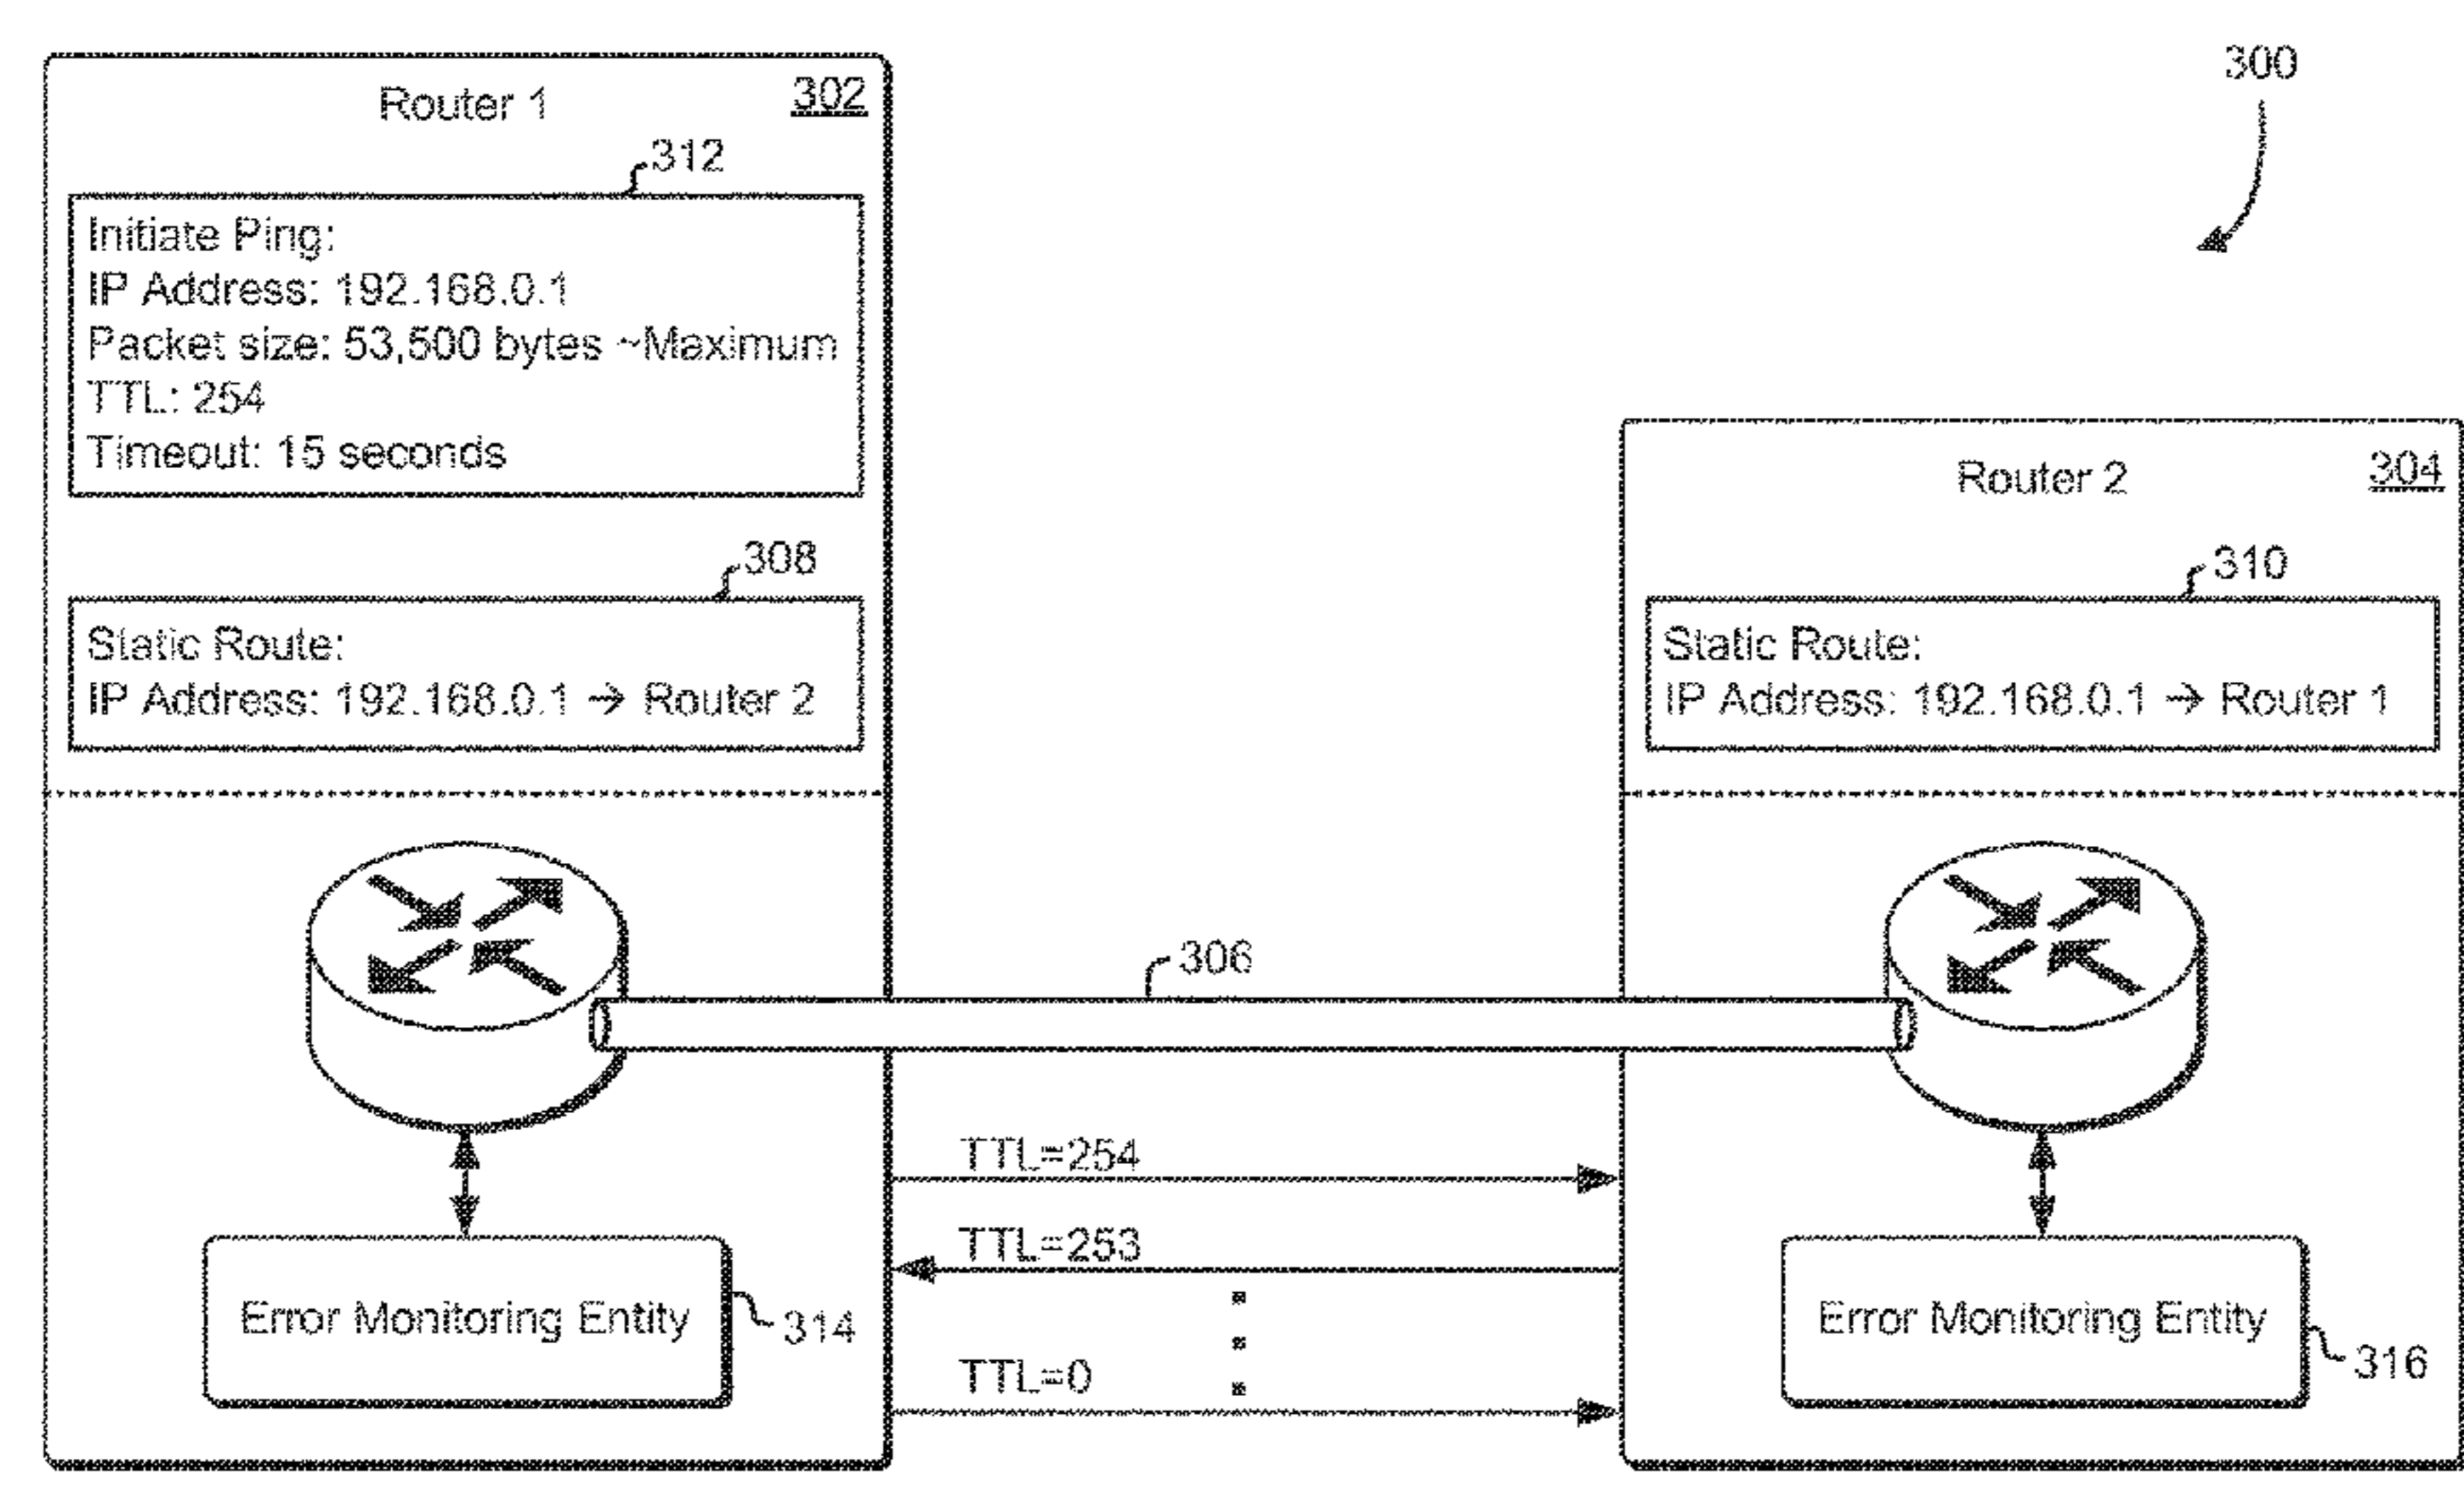 300
Router 1
302
312
Initiate Ping:
IP Address: 192.168.0.1
Packet size: 53,500 bytes ~Maximum
TTL: 254
Timeout: 15 seconds
308
Static Route:
IP Address: 192.168.0.1 → Router 2
Router 2
304
310
Static Route:
IP Address: 192.168.0.1 → Router 1
306
TTL=254
TTL=253
TTL=0
Error Monitoring Entity
314
Error Monitoring Entity
316